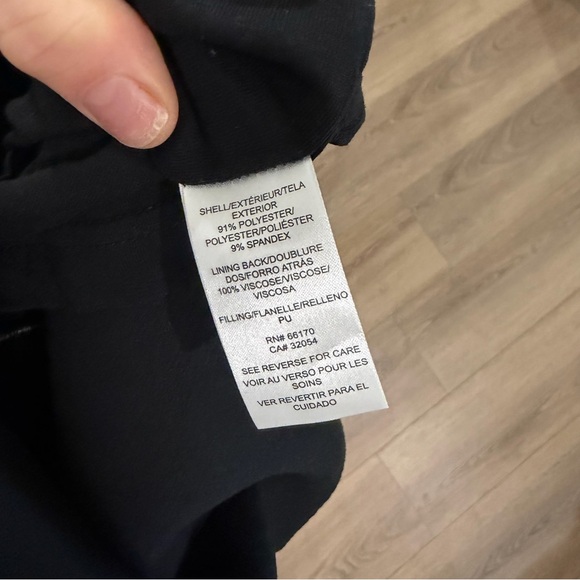 SHELL/EXTÉRIEUR/TELA
EXTERIOR
91% POLYESTER/
POLYESTER/POLIÉSTER
9% SPANDEX
LINING BACK/DOUBLURE
DOS/FORRO ATRÁS
100% VISCOSE/VISCOSE/
VISCOSA
FILLING/FLANELLE/RELLENO
PU
RN# 66170
CA# 32054
SEE REVERSE FOR CARE
VOIR AU VERSO POUR LES
SOINS
VER REVERTIR PARA EL
CUIDADO